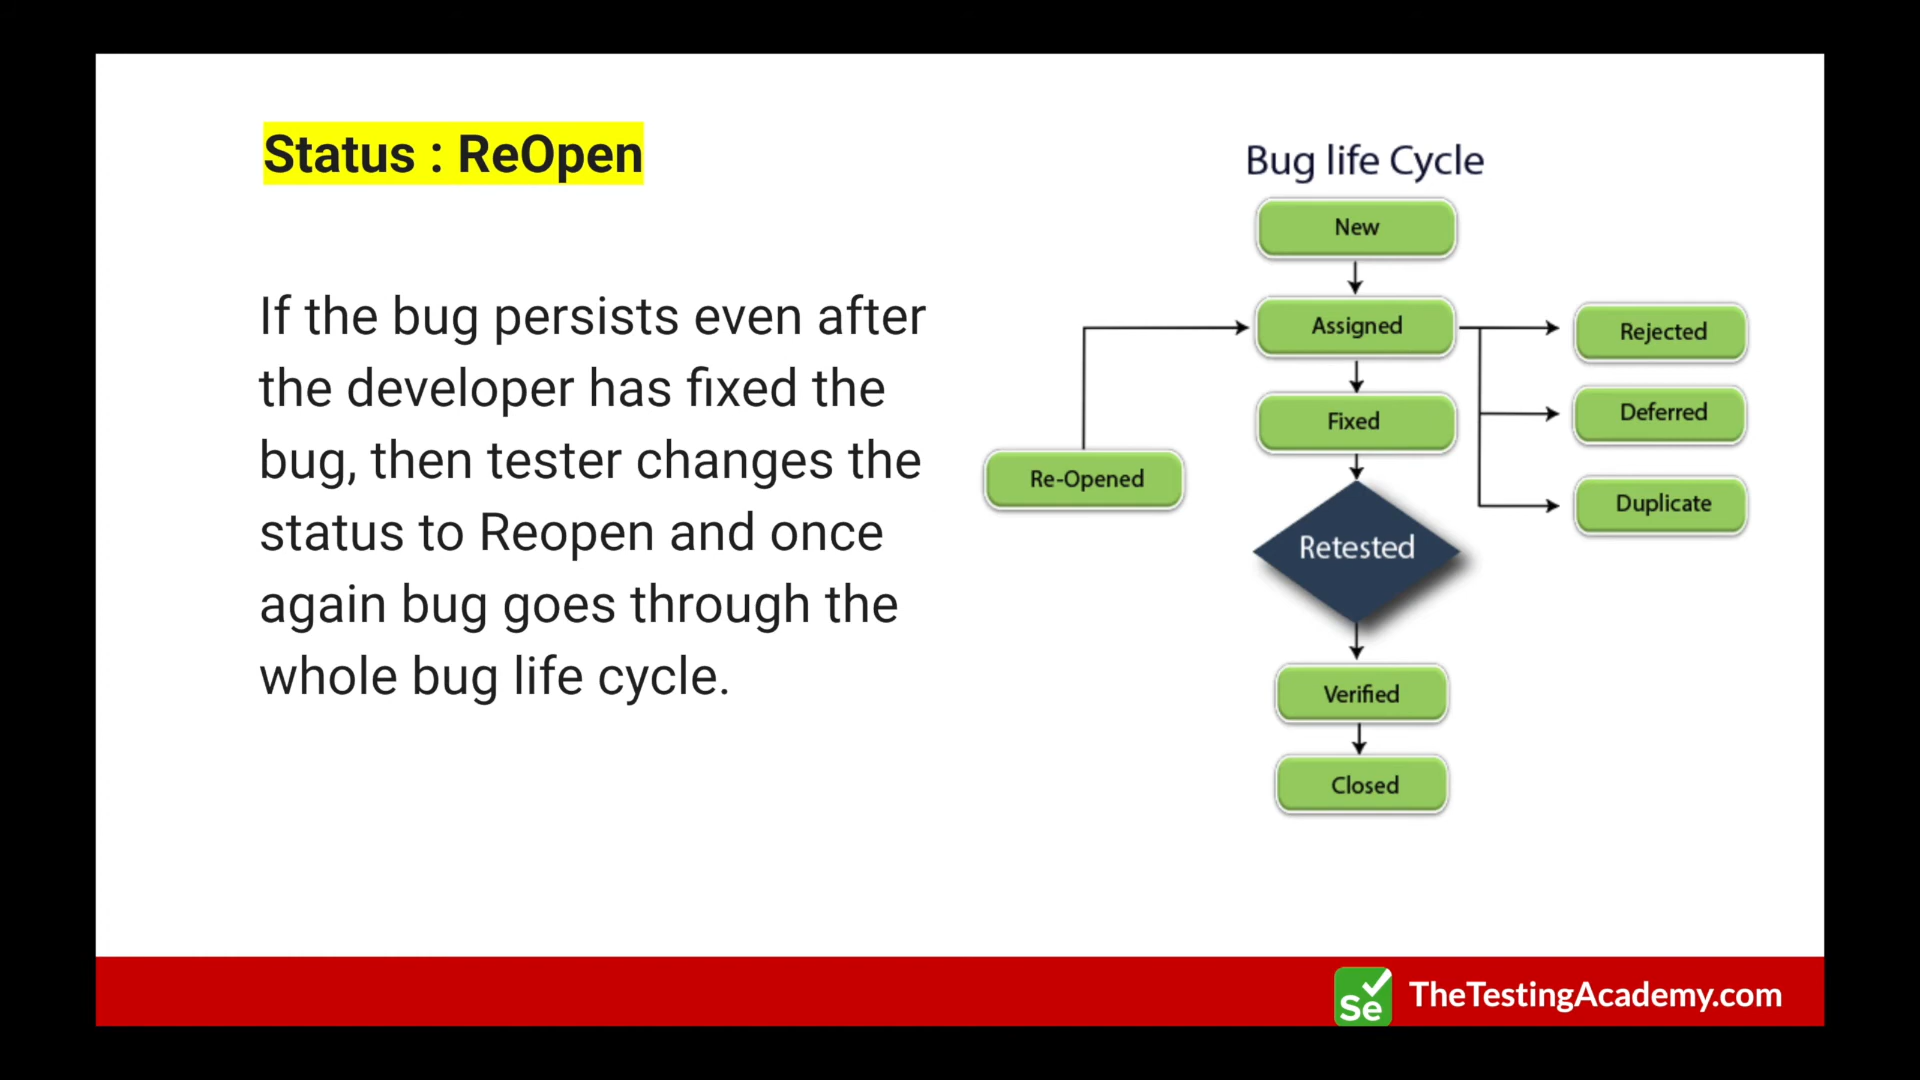 Status : ReOpen
If the bug persists even after
the developer has fixed the
bug, then tester changes the
status to Reopen and once
again bug goes through the
whole bug life cycle.
Bug life Cycle
New
Assigned
Rejected
Fixed
Deferred
Re-Opened
Duplicate
Retested
Verified
Closed
Se
TheTestingAcademy.com